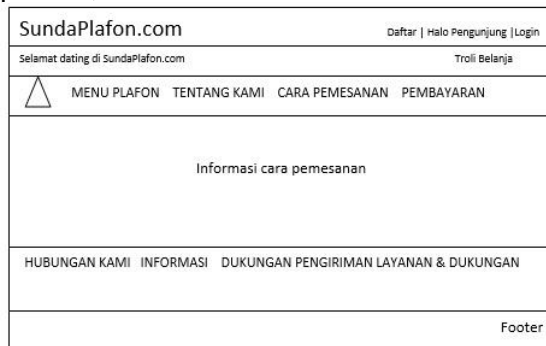 SundaPlafon.com
Daftar | Halo Pengunjung |Login
Selamat dating di SundaPlafon.com
Troli Belanja
MENU PLAFON TENTANG KAMI CARA PEMESANAN PEMBAYARAN
Informasi cara pemesanan
HUBUNGAN KAMI INFORMASI DUKUNGAN PENGIRIMAN LAYANAN & DUKUNGAN
Footer